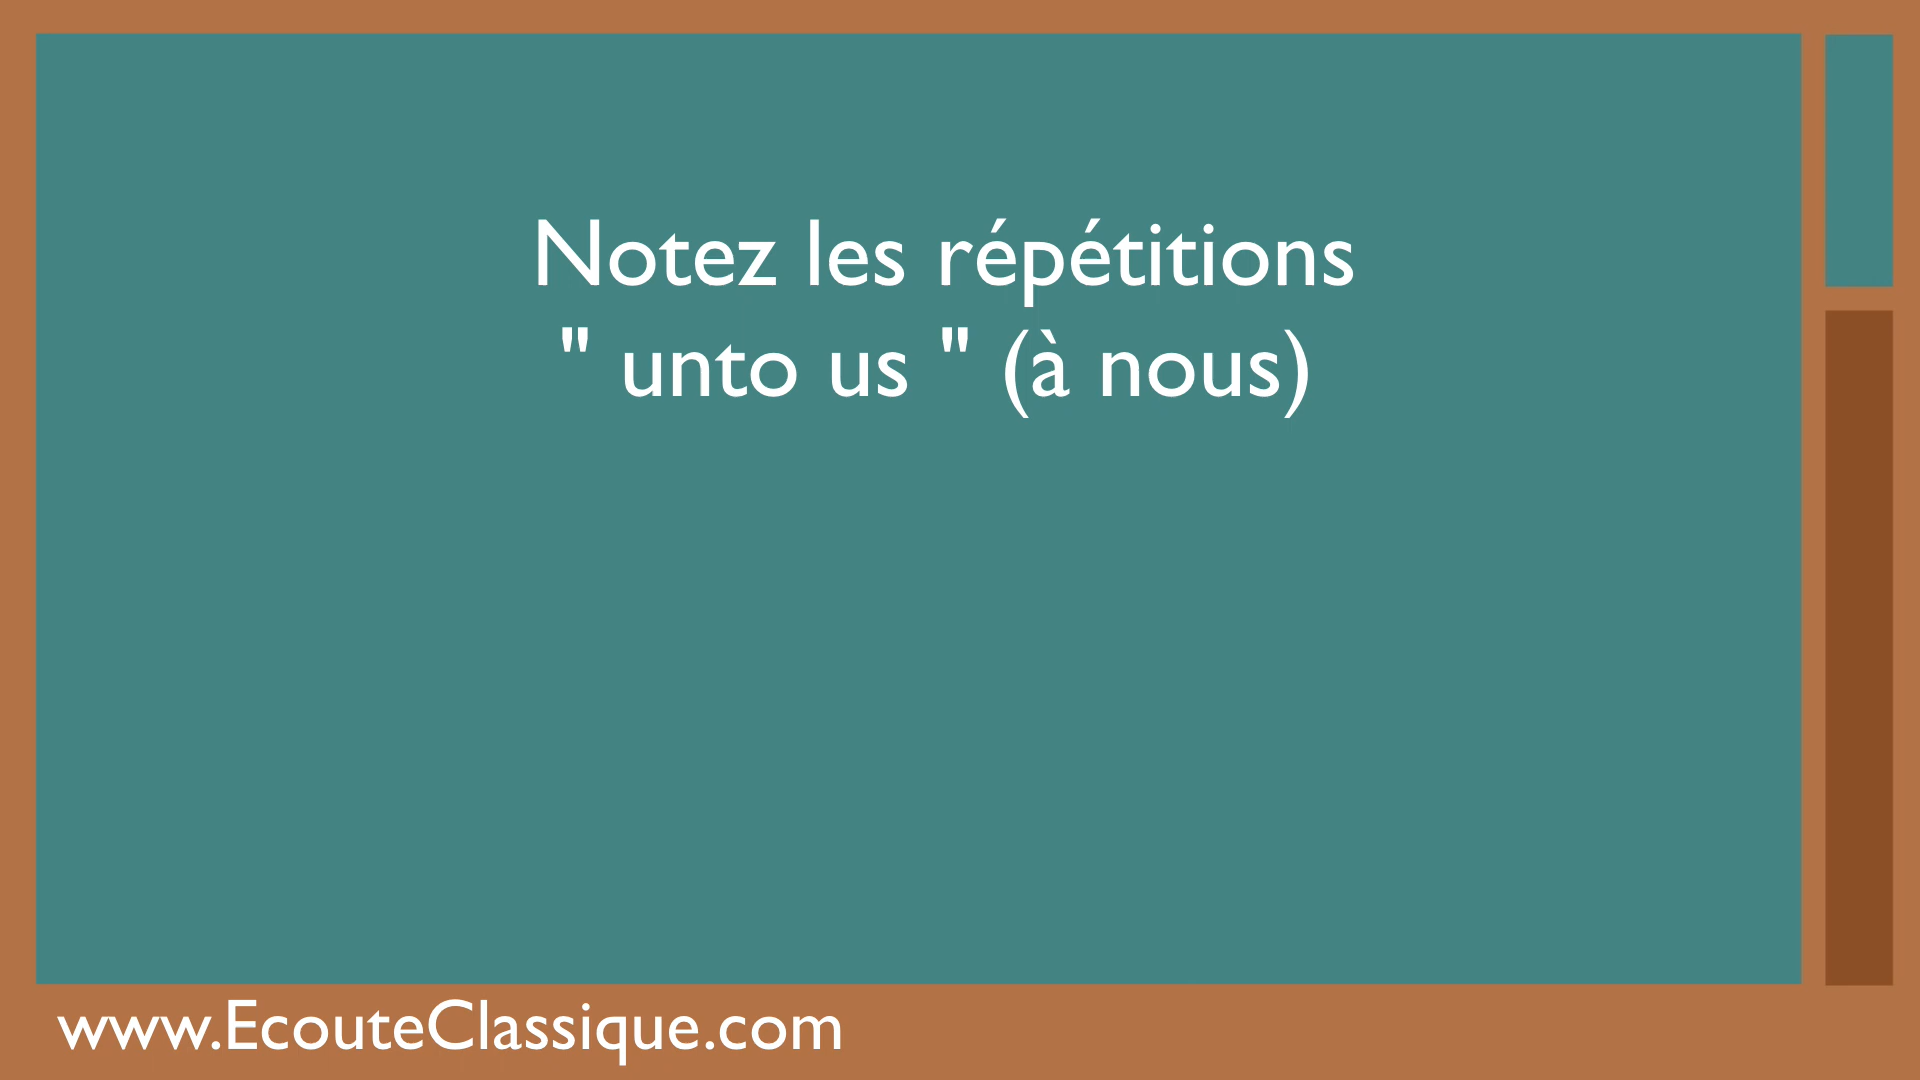 Notez les répétitions
" unto us " (à nous)
www.EcouteClassique.com